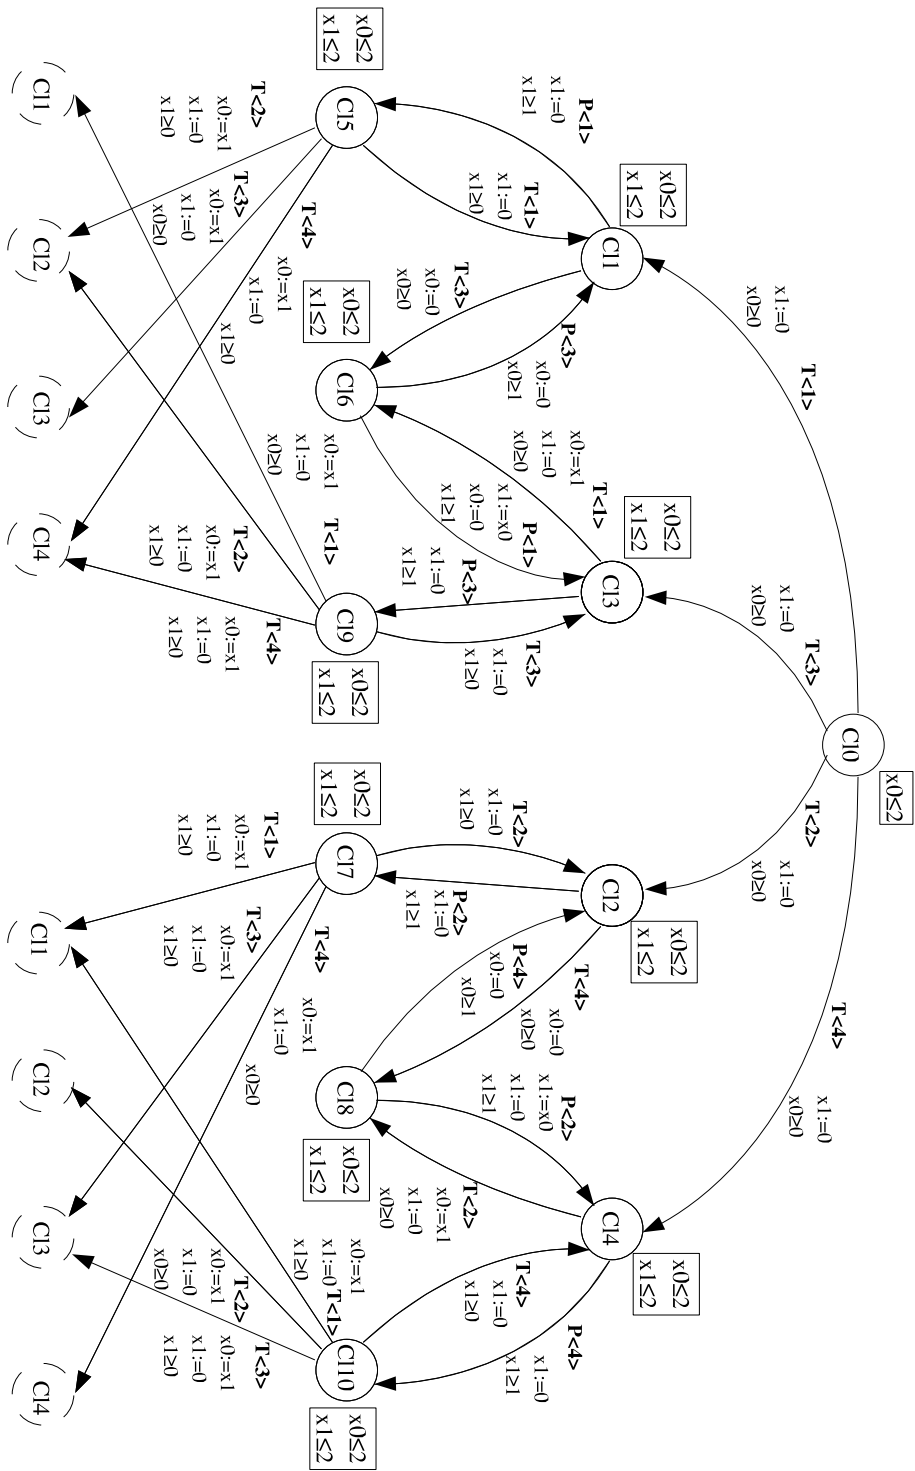 Cl0
x0≤2
T<1>
x1:=0
x0≥0
T<3>
x1:=0
x0≥0
T<2>
x1:=0
x0≥0
T<4>
x1:=0
x0≥0
Cl1
x0≤2
x1≤2
Cl3
x0≤2
x1≤2
Cl2
x0≤2
x1≤2
Cl4
x0≤2
x1≤2
P<1>
x1:=0
x1≥1
T<1>
x1:=0
x1≥0
T<3>
x0:=0
x0≥0
P<3>
x0:=0
x0≥1
T<1>
x0:=x1
x1:=0
x0≥0
P<1>
x1:=x0
x0:=0
x1≥1
P<3>
x1:=0
x1≥1
T<3>
x1:=0
x1≥0
T<2>
x1:=0
x1≥0
P<2>
x1:=0
x1≥1
P<4>
x0:=0
x0≥1
T<4>
x0:=0
x0≥0
P<2>
x1:=x0
x1:=0
x1≥1
T<2>
x0:=x1
x1:=0
x0≥0
T<4>
x1:=0
x1≥0
P<4>
x1:=0
x1≥1
Cl5
x0≤2
x1≤2
Cl6
x0≤2
x1≤2
Cl9
x0≤2
x1≤2
Cl7
x0≤2
x1≤2
Cl8
x0≤2
x1≤2
Cl10
x0≤2
x1≤2
T<2>
x0:=x1
x1:=0
x1≥0
T<3>
x0:=x1
x1:=0
x0≥0
T<4>
x0:=x1
x1:=0
x1≥0
T<1>
x0:=x1
x1:=0
x0≥0
T<2>
x0:=x1
x1:=0
x1≥0
T<4>
x0:=x1
x1:=0
x1≥0
T<1>
x0:=x1
x1:=0
x1≥0
T<3>
x0:=x1
x1:=0
x1≥0
T<4>
x0:=x1
x1:=0
x0≥0
T<1>
x0:=x1
x1:=0
x1≥0
T<2>
x0:=x1
x1:=0
x0≥0
T<3>
x0:=x1
x1:=0
x1≥0
Cl1
Cl2
Cl3
Cl4
Cl1
Cl2
Cl3
Cl4